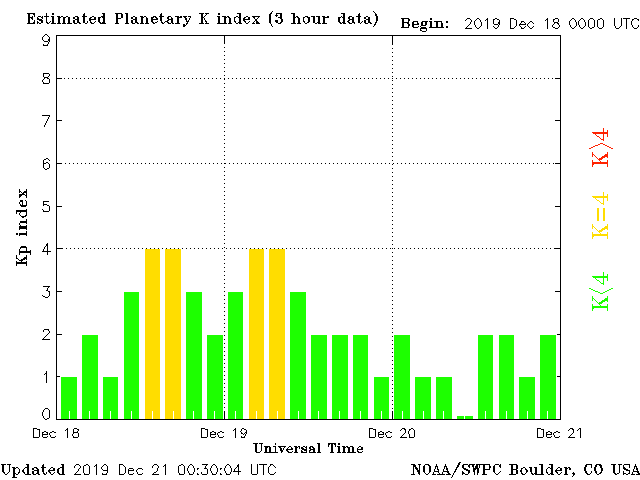 Estimated Planetary K index (3 hour data) Begin: 2019 Dec 18 0000 UTC
9
8
7
6
5
4
3
2
1
0
Kp index
K>4
K=4
K<4
Dec 18 Dec 19 Dec 20 Dec 21
Universal Time
Updated 2019 Dec 21 00:30:04 UTC NOAA/SWPC Boulder, CO USA